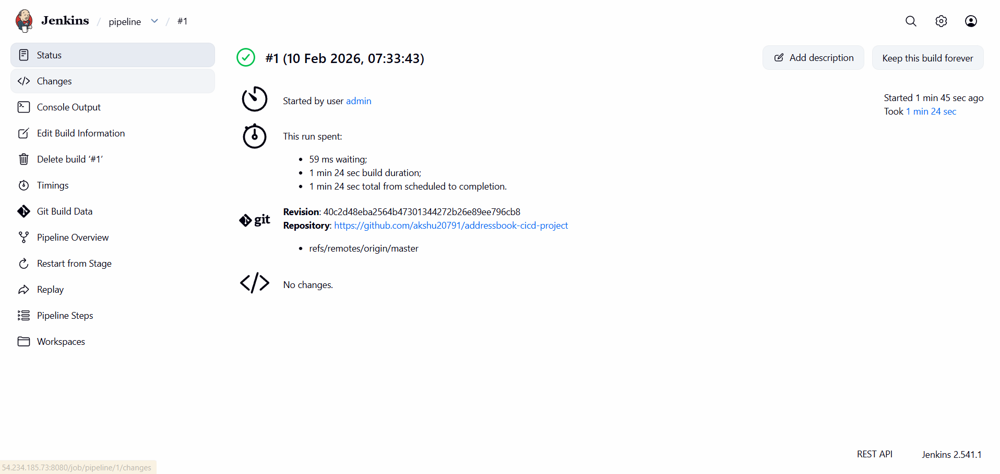 Jenkins / pipeline / #1
Status
Changes
Console Output
Edit Build Information
Delete build ‘#1’
Timings
Git Build Data
Pipeline Overview
Restart from Stage
Replay
Pipeline Steps
Workspaces
#1 (10 Feb 2026, 07:33:43)
Add description
Keep this build forever
Started by user admin
Started 1 min 45 sec ago
Took 1 min 24 sec
This run spent:
• 59 ms waiting;
• 1 min 24 sec build duration;
• 1 min 24 sec total from scheduled to completion.
git
Revision: 40c2d48eba2564b47301344272b26e89ee796cb8
Repository: https://github.com/akshu20791/addressbook-cicd-project
• refs/remotes/origin/master
No changes.
REST API
Jenkins 2.541.1
54.234.185.73:8080/job/pipeline/1/changes